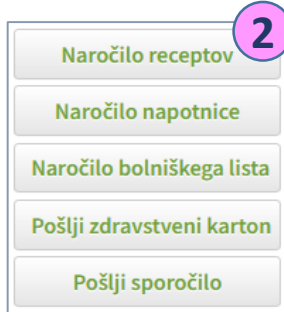 2
Naročilo receptov
Naročilo napotnice
Naročilo bolniškega lista
Pošlji zdravstveni karton
Pošlji sporočilo